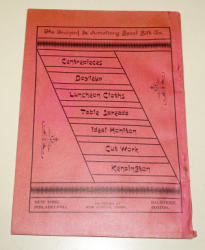 The Brainerd & Armstrong Spool Silk Co.
Centrepieces
Doylies
Luncheon Cloths
Table Spreads
Ideal Honiton
Cut Work
Kensington
NEW YORK,
PHILADELPHIA,
BALTIMORE,
BOSTON.